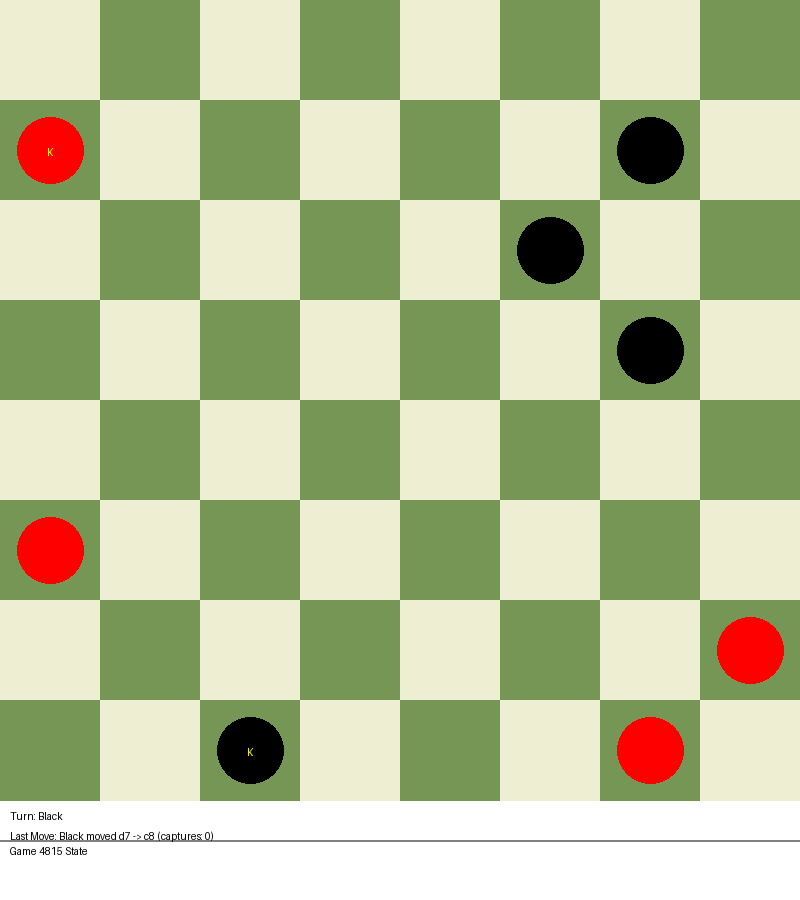 K
K
Turn: Black
Last Move: Black moved d7 -> c8 (captures: 0)
Game 4815 State